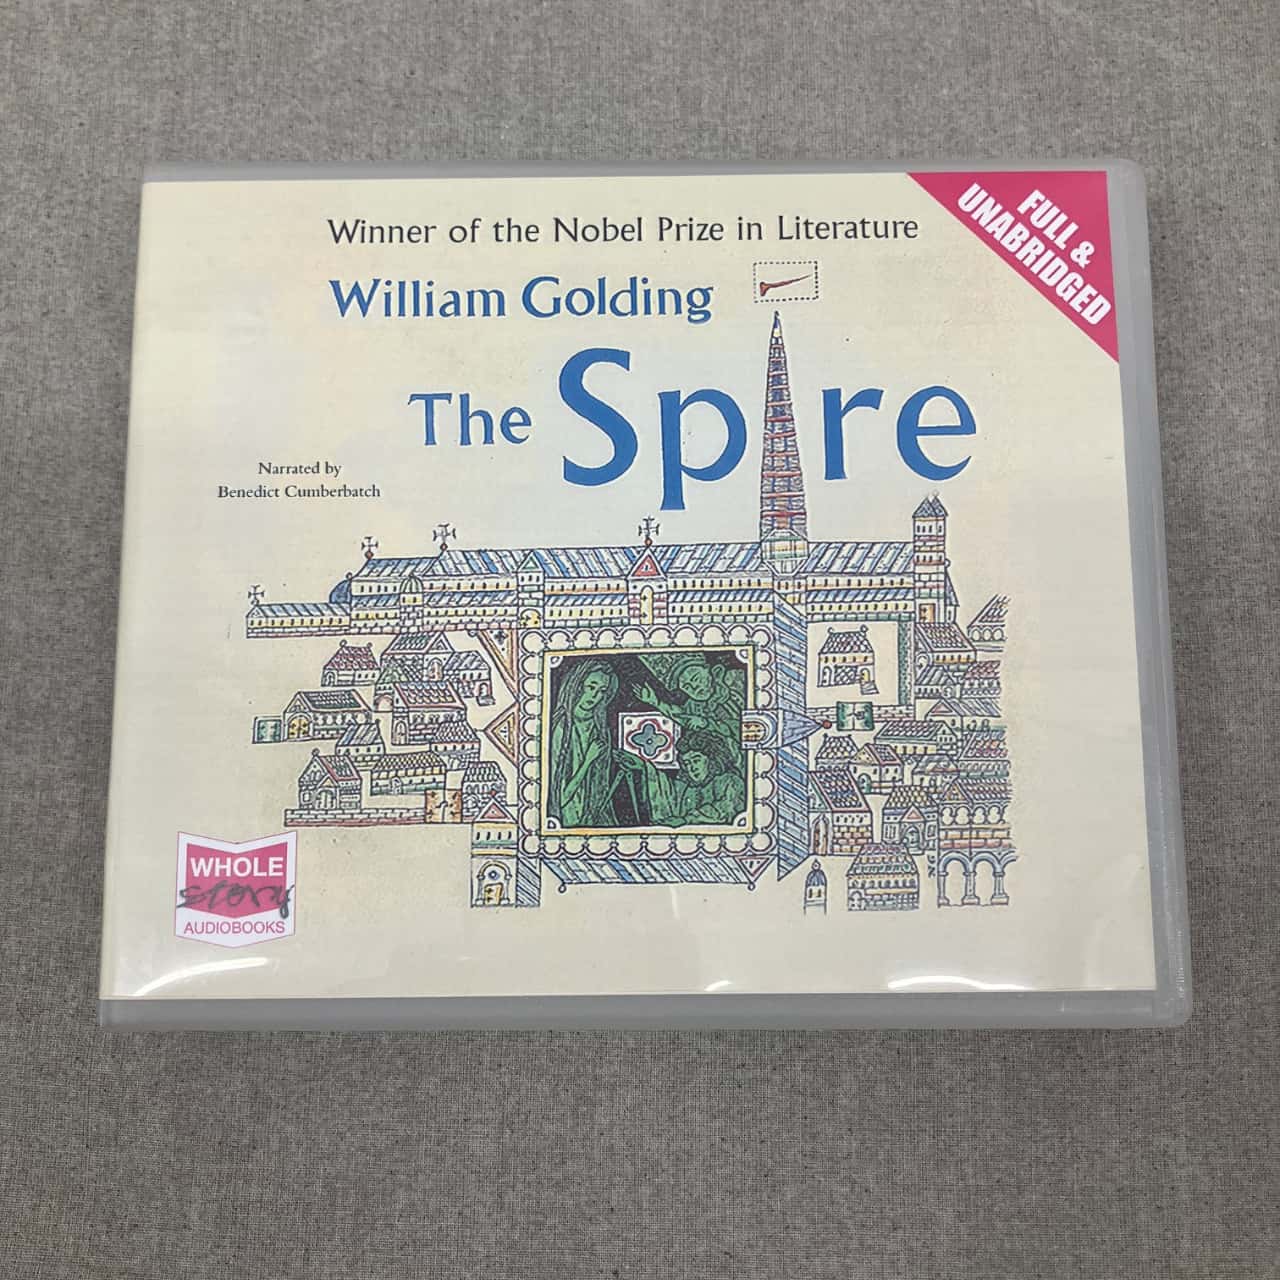 FULL &
UNABRIDGED
Winner of the Nobel Prize in Literature
William Golding
The Spire
Narrated by
Benedict Cumberbatch
WHOLE
story
AUDIOBOOKS
NG